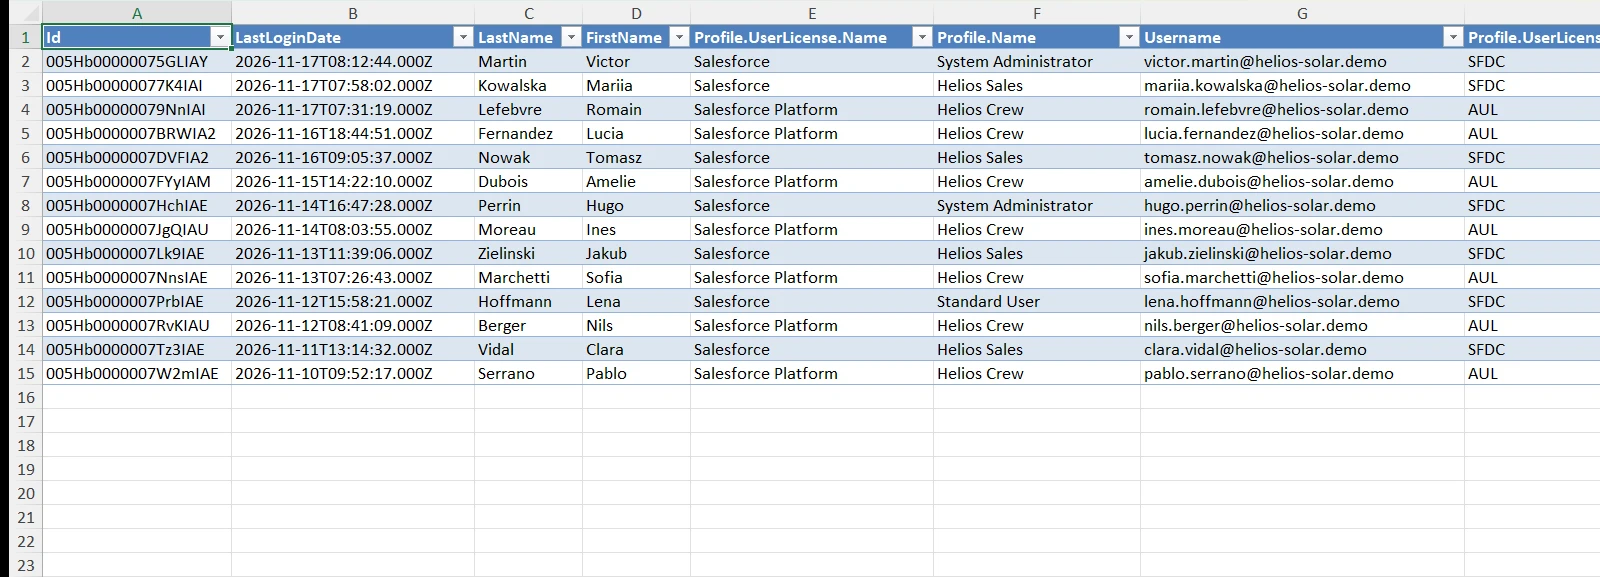 A B C D E F G
1 Id LastLoginDate LastName FirstName Profile.UserLicense.Name Profile.Name Username Profile.UserLicens
2 005Hb00000075GLIAY 2026-11-17T08:12:44.000Z Martin Victor Salesforce System Administrator victor.martin@helios-solar.demo SFDC
3 005Hb00000077K4IAI 2026-11-17T07:58:02.000Z Kowalska Mariia Salesforce Helios Sales mariia.kowalska@helios-solar.demo SFDC
4 005Hb00000079NnIAI 2026-11-17T07:31:19.000Z Lefebvre Romain Salesforce Platform Helios Crew romain.lefebvre@helios-solar.demo AUL
5 005Hb0000007BRWIA2 2026-11-16T18:44:51.000Z Fernandez Lucia Salesforce Platform Helios Crew lucia.fernandez@helios-solar.demo AUL
6 005Hb0000007DVFIA2 2026-11-16T09:05:37.000Z Nowak Tomasz Salesforce Helios Sales tomasz.nowak@helios-solar.demo SFDC
7 005Hb0000007FYyIAM 2026-11-15T14:22:10.000Z Dubois Amelie Salesforce Platform Helios Crew amelie.dubois@helios-solar.demo AUL
8 005Hb0000007HchIAE 2026-11-14T16:47:28.000Z Perrin Hugo Salesforce System Administrator hugo.perrin@helios-solar.demo SFDC
9 005Hb0000007JgQIAU 2026-11-14T08:03:55.000Z Moreau Ines Salesforce Platform Helios Crew ines.moreau@helios-solar.demo AUL
10 005Hb0000007Lk9IAE 2026-11-13T11:39:06.000Z Zielinski Jakub Salesforce Helios Sales jakub.zielinski@helios-solar.demo SFDC
11 005Hb0000007NnsIAE 2026-11-13T07:26:43.000Z Marchetti Sofia Salesforce Platform Helios Crew sofia.marchetti@helios-solar.demo AUL
12 005Hb0000007PrbIAE 2026-11-12T15:58:21.000Z Hoffmann Lena Salesforce Standard User lena.hoffmann@helios-solar.demo SFDC
13 005Hb0000007RvKIAU 2026-11-12T08:41:09.000Z Berger Nils Salesforce Platform Helios Crew nils.berger@helios-solar.demo AUL
14 005Hb0000007Tz3IAE 2026-11-11T13:14:32.000Z Vidal Clara Salesforce Helios Sales clara.vidal@helios-solar.demo SFDC
15 005Hb0000007W2mIAE 2026-11-10T09:52:17.000Z Serrano Pablo Salesforce Platform Helios Crew pablo.serrano@helios-solar.demo AUL
16
17
18
19
20
21
22
23